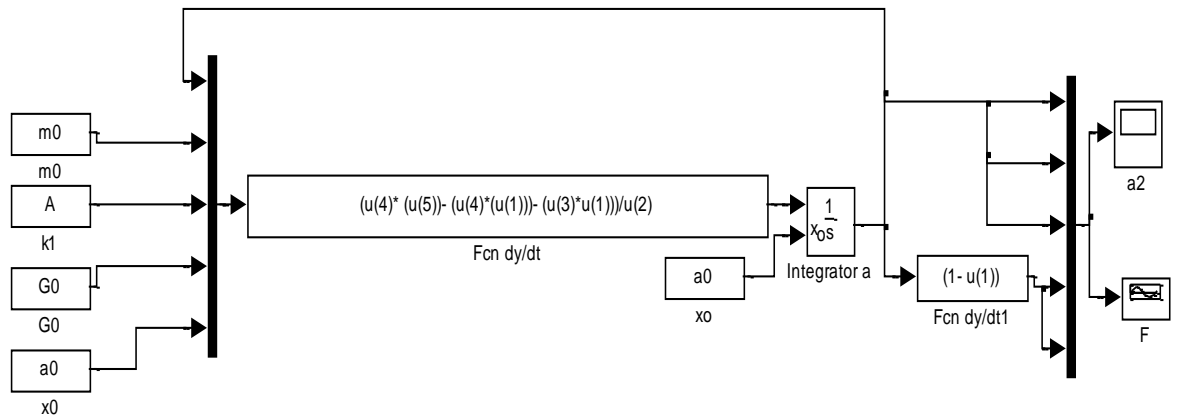 m0
m0
A
k1
G0
G0
a0
x0
(u(4)* (u(5))- (u(4)*(u(1)))- (u(3)*u(1)))/u(2)
Fcn dy/dt
a0
xo
1
xos
Integrator a
(1- u(1))
Fcn dy/dt1
a2
F